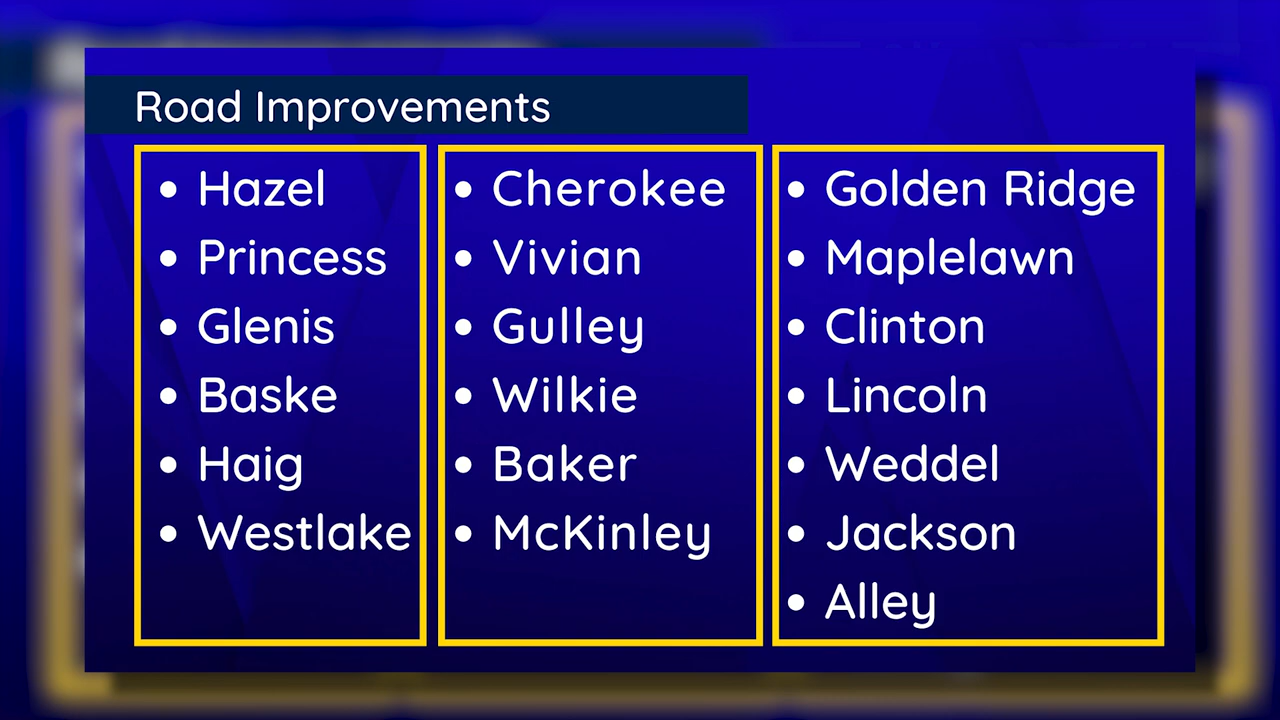 Road Improvements
• Hazel
• Princess
• Glenis
• Baske
• Haig
• Westlake
• Cherokee
• Vivian
• Gulley
• Wilkie
• Baker
• McKinley
• Golden Ridge
• Maplelawn
• Clinton
• Lincoln
• Weddel
• Jackson
• Alley